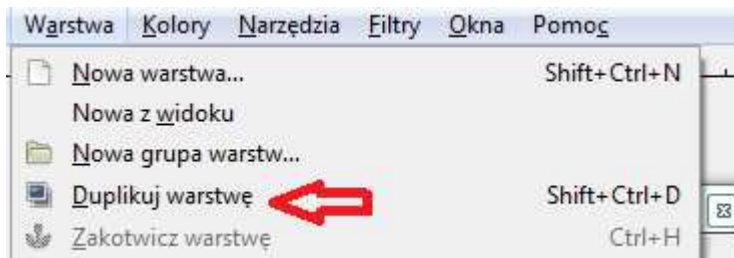 Warstwa Kolory Narzędzia Filtry Okna Pomoc
Nowa warstwa... Shift+Ctrl+N
Nowa z widoku
Nowa grupa warstw...
Duplikuj warstwę Shift+Ctrl+D
Zakotwicz warstwę Ctrl+H